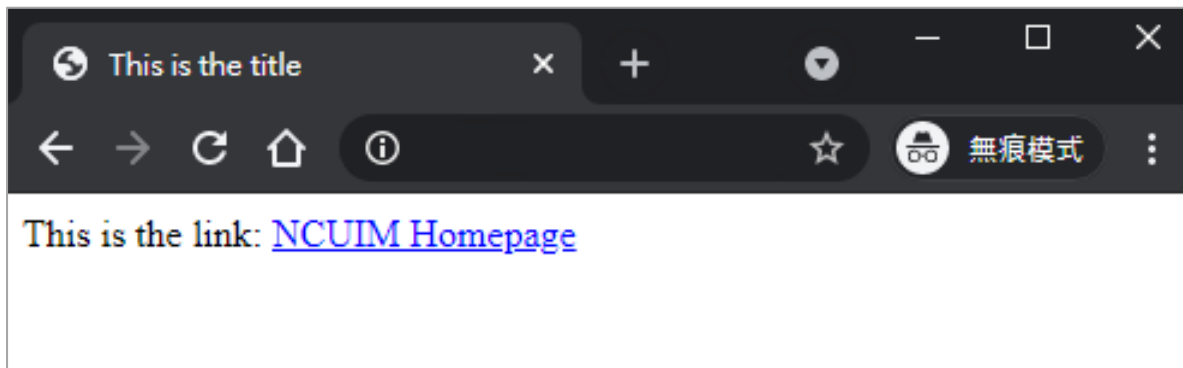 This is the title
無痕模式
This is the link: NCUIM Homepage